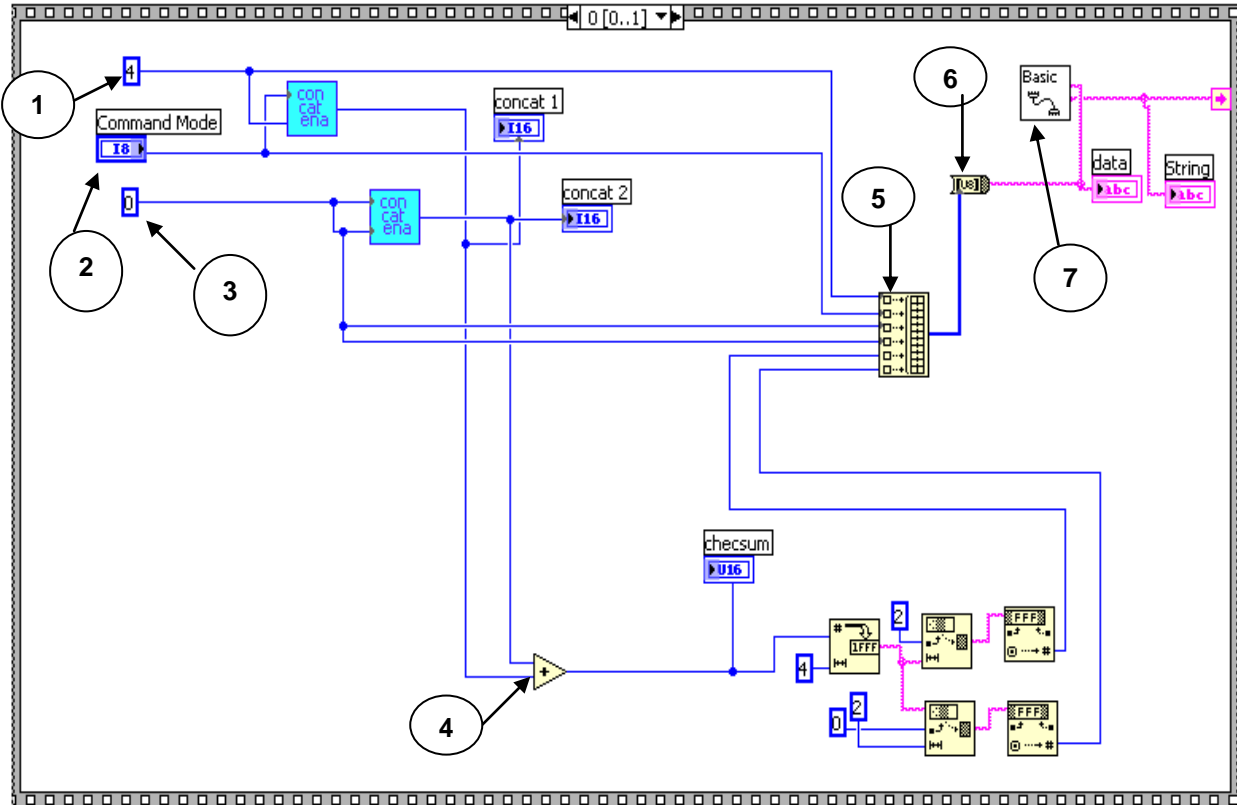 0 [0..1]
1
4
con
cat
ena
concat 1
I16
6
Basic
Command Mode
I8
data
abc
String
abc
[U8]
2
0
con
cat
ena
concat 2
I16
5
3
7
checsum
U16
4
+
#
1FFF
4
2
FFF
#
0
2
FFF
#